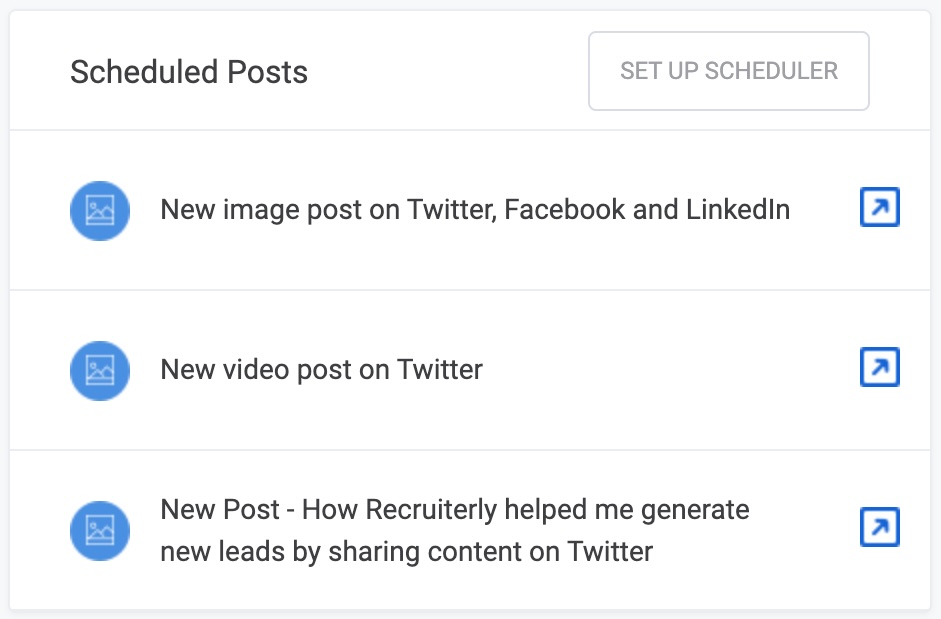 Scheduled Posts
SET UP SCHEDULER
New image post on Twitter, Facebook and LinkedIn
New video post on Twitter
New Post - How Recruiterly helped me generate
new leads by sharing content on Twitter